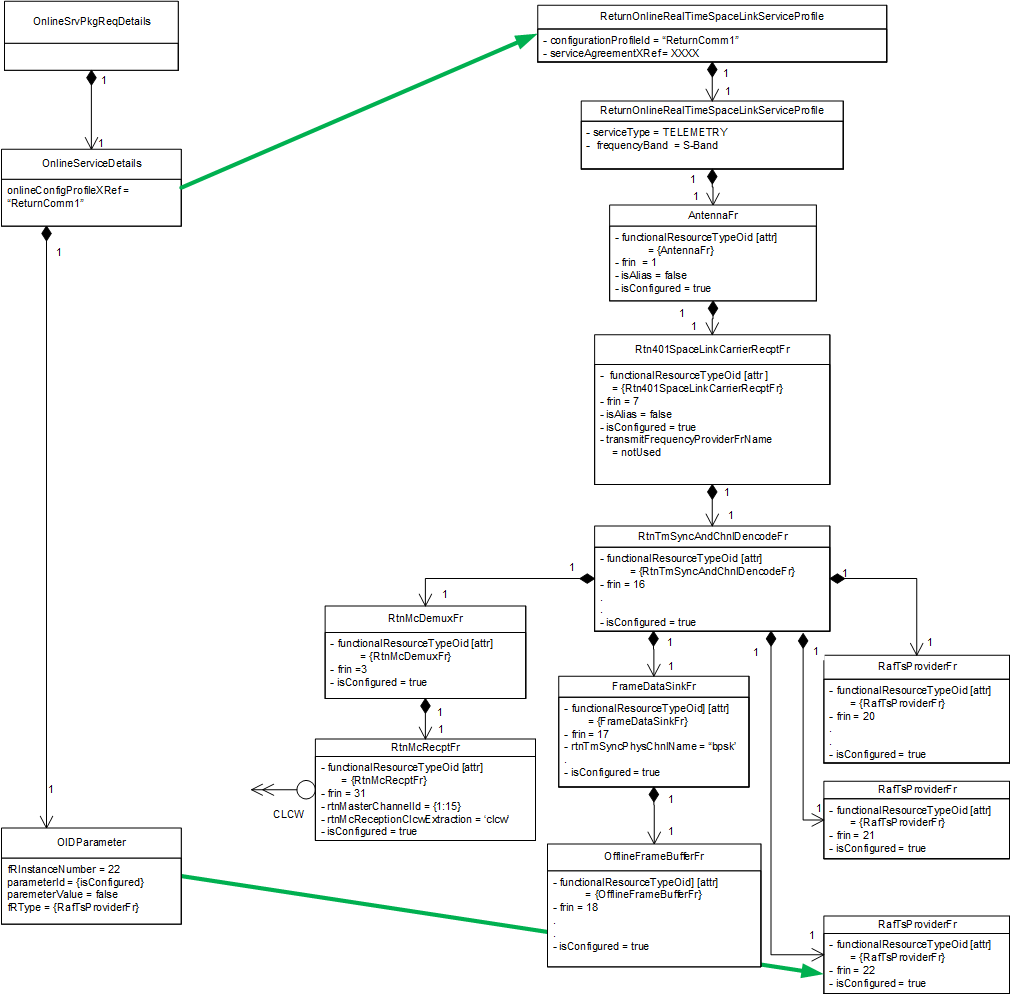 OnlineSrvPkgReqDetails
1
1
OnlineServiceDetails
onlineConfigProfileXRef =
“ReturnComm1”
1
1
OIDParameter
fRInstanceNumber = 22
parameterId = {isConfigured}
paremeterValue = false
fRType = {RafTsProviderFr}
ReturnOnlineRealTimeSpaceLinkServiceProfile
- configurationProfileId = “ReturnComm1”
- serviceAgreementXRef = XXXX
1
1
ReturnOnlineRealTimeSpaceLinkServiceProfile
- serviceType = TELEMETRY
- frequencyBand = S-Band
1
1
AntennaFr
- functionalResourceTypeOid [attr]
= {AntennaFr}
- frin = 1
- isAlias = false
- isConfigured = true
1
1
Rtn401SpaceLinkCarrierRecptFr
- functionalResourceTypeOid [attr ]
= {Rtn401SpaceLinkCarrierRecptFr}
- frin = 7
- isAlias = false
- isConfigured = true
- transmitFrequencyProviderFrName
= notUsed
1
1
RtnTmSyncAndChnlDencodeFr
- functionalResourceTypeOid [attr]
= {RtnTmSyncAndChnlDencodeFr}
- frin = 16
.
.
- isConfigured = true
1
1
RtnMcDemuxFr
- functionalResourceTypeOid [attr]
= {RtnMcDemuxFr}
- frin =3
- isConfigured = true
1
1
RtnMcRecptFr
- functionalResourceTypeOid [attr]
= {RtnMcRecptFr}
- frin = 31
- rtnMasterChannelId = {1:15}
- rtnMcReceptionClcwExtraction = ‘clcw’
- isConfigured = true
CLCW
1
1
FrameDataSinkFr
- functionalResourceTypeOid] [attr]
= {FrameDataSinkFr}
- frin = 17
- rtnTmSyncPhysChnlName = “bpsk’
.
- isConfigured = true
1
1
OfflineFrameBufferFr
- functionalResourceTypeOid] [attr]
= {OfflineFrameBufferFr}
- frin = 18
.
.
- isConfigured = true
1
1
RafTsProviderFr
- functionalResourceTypeOid [attr]
= {RafTsProviderFr}
- frin = 20
.
.
- isConfigured = true
1
1
RafTsProviderFr
- functionalResourceTypeOid [attr]
= {RafTsProviderFr}
- frin = 21
- isConfigured = true
1
1
RafTsProviderFr
- functionalResourceTypeOid [attr]
= {RafTsProviderFr}
- frin = 22
- isConfigured = true